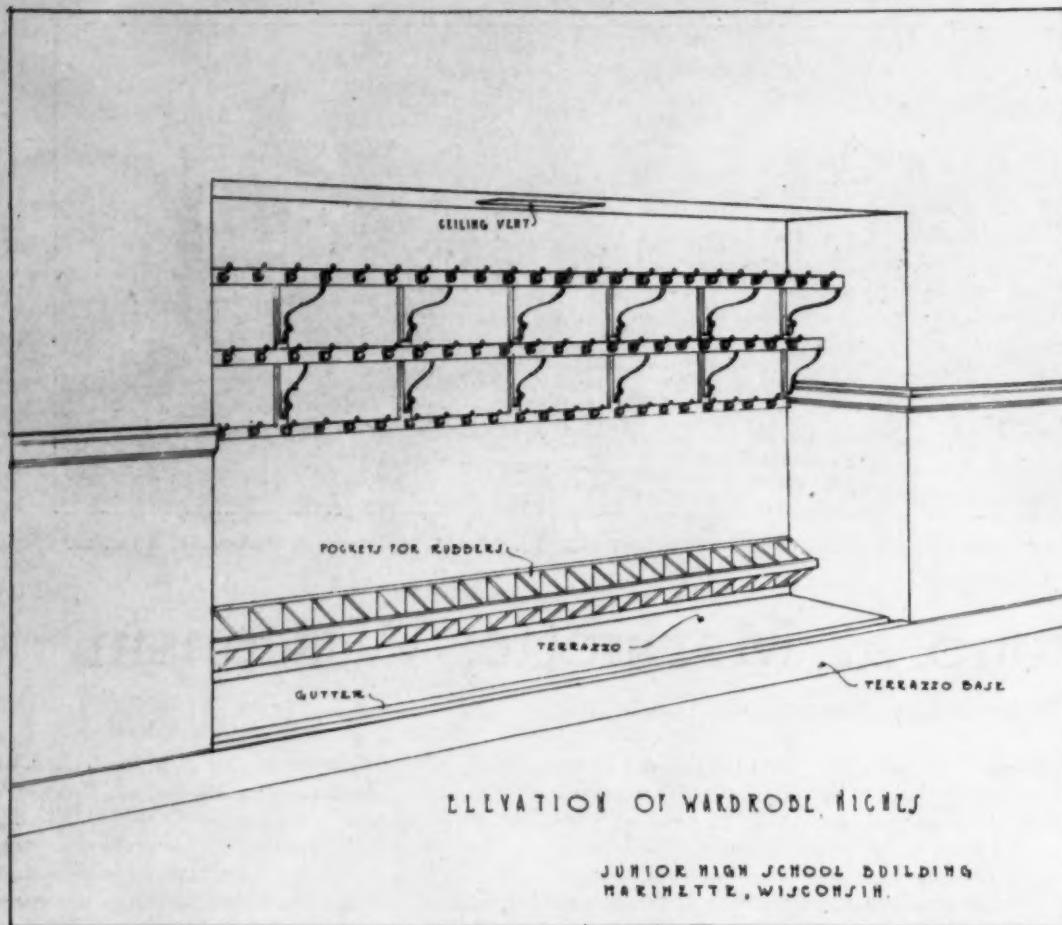 CEILING VENT
POCKETS FOR RUBBERS
TERRAZZO
GUTTER
TERRAZZO BASE
ELEVATION OF WARDROBE NICHES
JUNIOR HIGH SCHOOL BUILDING
MARINETTE, WISCONSIN.